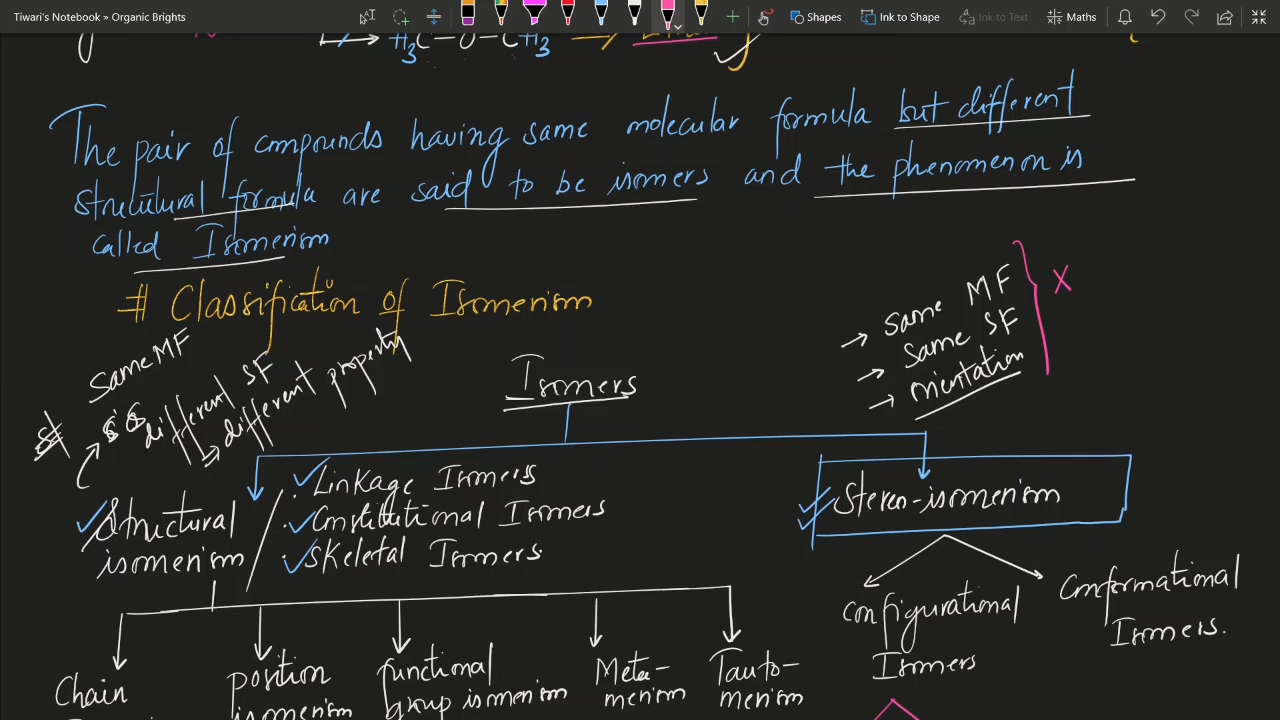 Tiwari's Notebook » Organic Brights
Shapes
Ink to Shape
Ink to Text
Maths
H3C – O – CH3
The pair of compounds having same molecular formula but different
structural formula are said to be isomers and the phenomenon is
called Isomerism
# Classification of Isomerism
→ Same MF
→ Same SF
→ orientation
X
Same MF
different SF
→ different property
Isomers
Structural
isomerism
Linkage Isomers
Constitutional Isomers
Skeletal Isomers
Stereo-isomerism
Configurational
Isomers
Conformational
Isomers.
Chain
position
isomerism
functional
group isomerism
Meta-
merism
Tauto-
merism